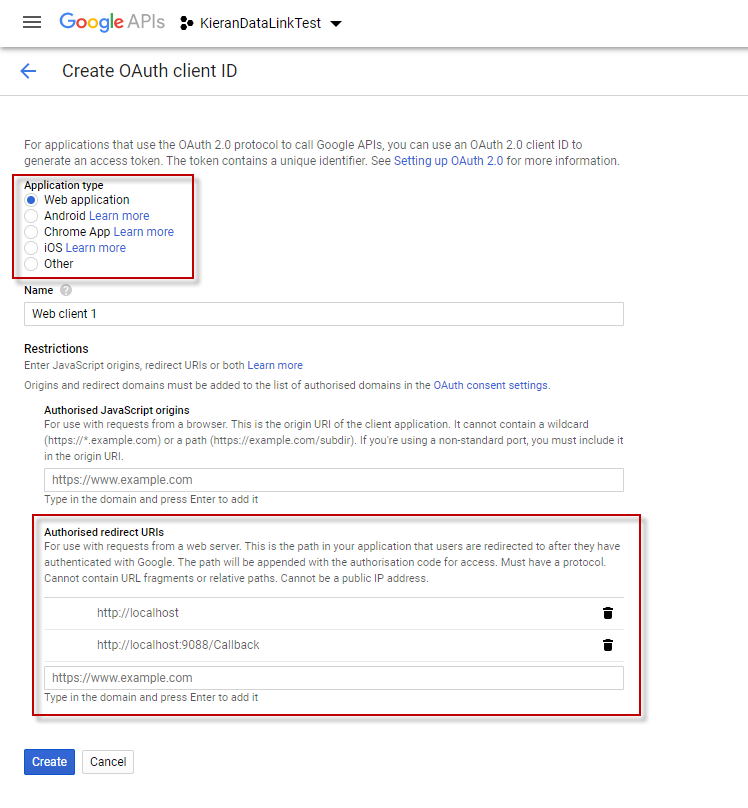 Google APIs KieranDataLinkTest
Create OAuth client ID
For applications that use the OAuth 2.0 protocol to call Google APIs, you can use an OAuth 2.0 client ID to
generate an access token. The token contains a unique identifier. See Setting up OAuth 2.0 for more information.
Application type
Web application
Android Learn more
Chrome App Learn more
iOS Learn more
Other
Name ?
Web client 1
Restrictions
Enter JavaScript origins, redirect URIs or both Learn more
Origins and redirect domains must be added to the list of authorised domains in the OAuth consent settings.
Authorised JavaScript origins
For use with requests from a browser. This is the origin URI of the client application. It cannot contain a wildcard
(https://*.example.com) or a path (https://example.com/subdir). If you're using a non-standard port, you must include it
in the origin URI.
https://www.example.com
Type in the domain and press Enter to add it
Authorised redirect URIs
For use with requests from a web server. This is the path in your application that users are redirected to after they have
authenticated with Google. The path will be appended with the authorisation code for access. Must have a protocol.
Cannot contain URL fragments or relative paths. Cannot be a public IP address.
http://localhost
http://localhost:9088/Callback
https://www.example.com
Type in the domain and press Enter to add it
Create Cancel